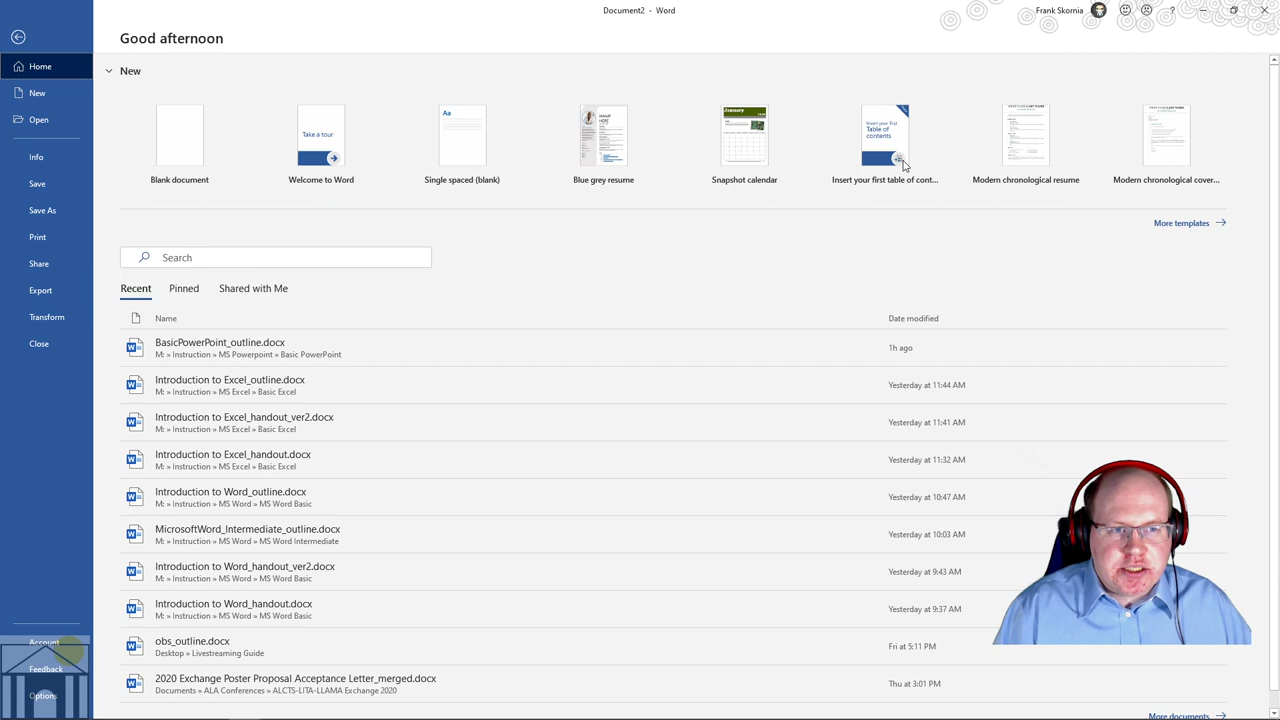 Document2 - Word
Frank Skornia
?
Good afternoon
Home
New
Open
Info
Save
Save As
Print
Share
Export
Transform
Close
Account
Feedback
Options
New
Aa
Take a tour
January
Insert your first
Table of
contents
Blank document
Welcome to Word
Single spaced (blank)
Blue grey resume
Snapshot calendar
Insert your first table of cont...
Modern chronological resume
Modern chronological cover...
More templates
Search
Recent
Pinned
Shared with Me
Name
Date modified
BasicPowerPoint_outline.docx
M: » Instruction » MS Powerpoint » Basic PowerPoint
1h ago
Introduction to Excel_outline.docx
M: » Instruction » MS Excel » Basic Excel
Yesterday at 11:44 AM
Introduction to Excel_handout_ver2.docx
M: » Instruction » MS Excel » Basic Excel
Yesterday at 11:41 AM
Introduction to Excel_handout.docx
M: » Instruction » MS Excel » Basic Excel
Yesterday at 11:32 AM
Introduction to Word_outline.docx
M: » Instruction » MS Word » MS Word Basic
Yesterday at 10:47 AM
MicrosoftWord_Intermediate_outline.docx
M: » Instruction » MS Word » MS Word Intermediate
Yesterday at 10:03 AM
Introduction to Word_handout_ver2.docx
M: » Instruction » MS Word » MS Word Basic
Yesterday at 9:43 AM
Introduction to Word_handout.docx
M: » Instruction » MS Word » MS Word Basic
Yesterday at 9:37 AM
obs_outline.docx
Desktop » Livestreaming Guide
Fri at 5:11 PM
2020 Exchange Poster Proposal Acceptance Letter_merged.docx
Documents » ALA Conferences » ALCTS-LITA-LLAMA Exchange 2020
Thu at 3:01 PM
More documents